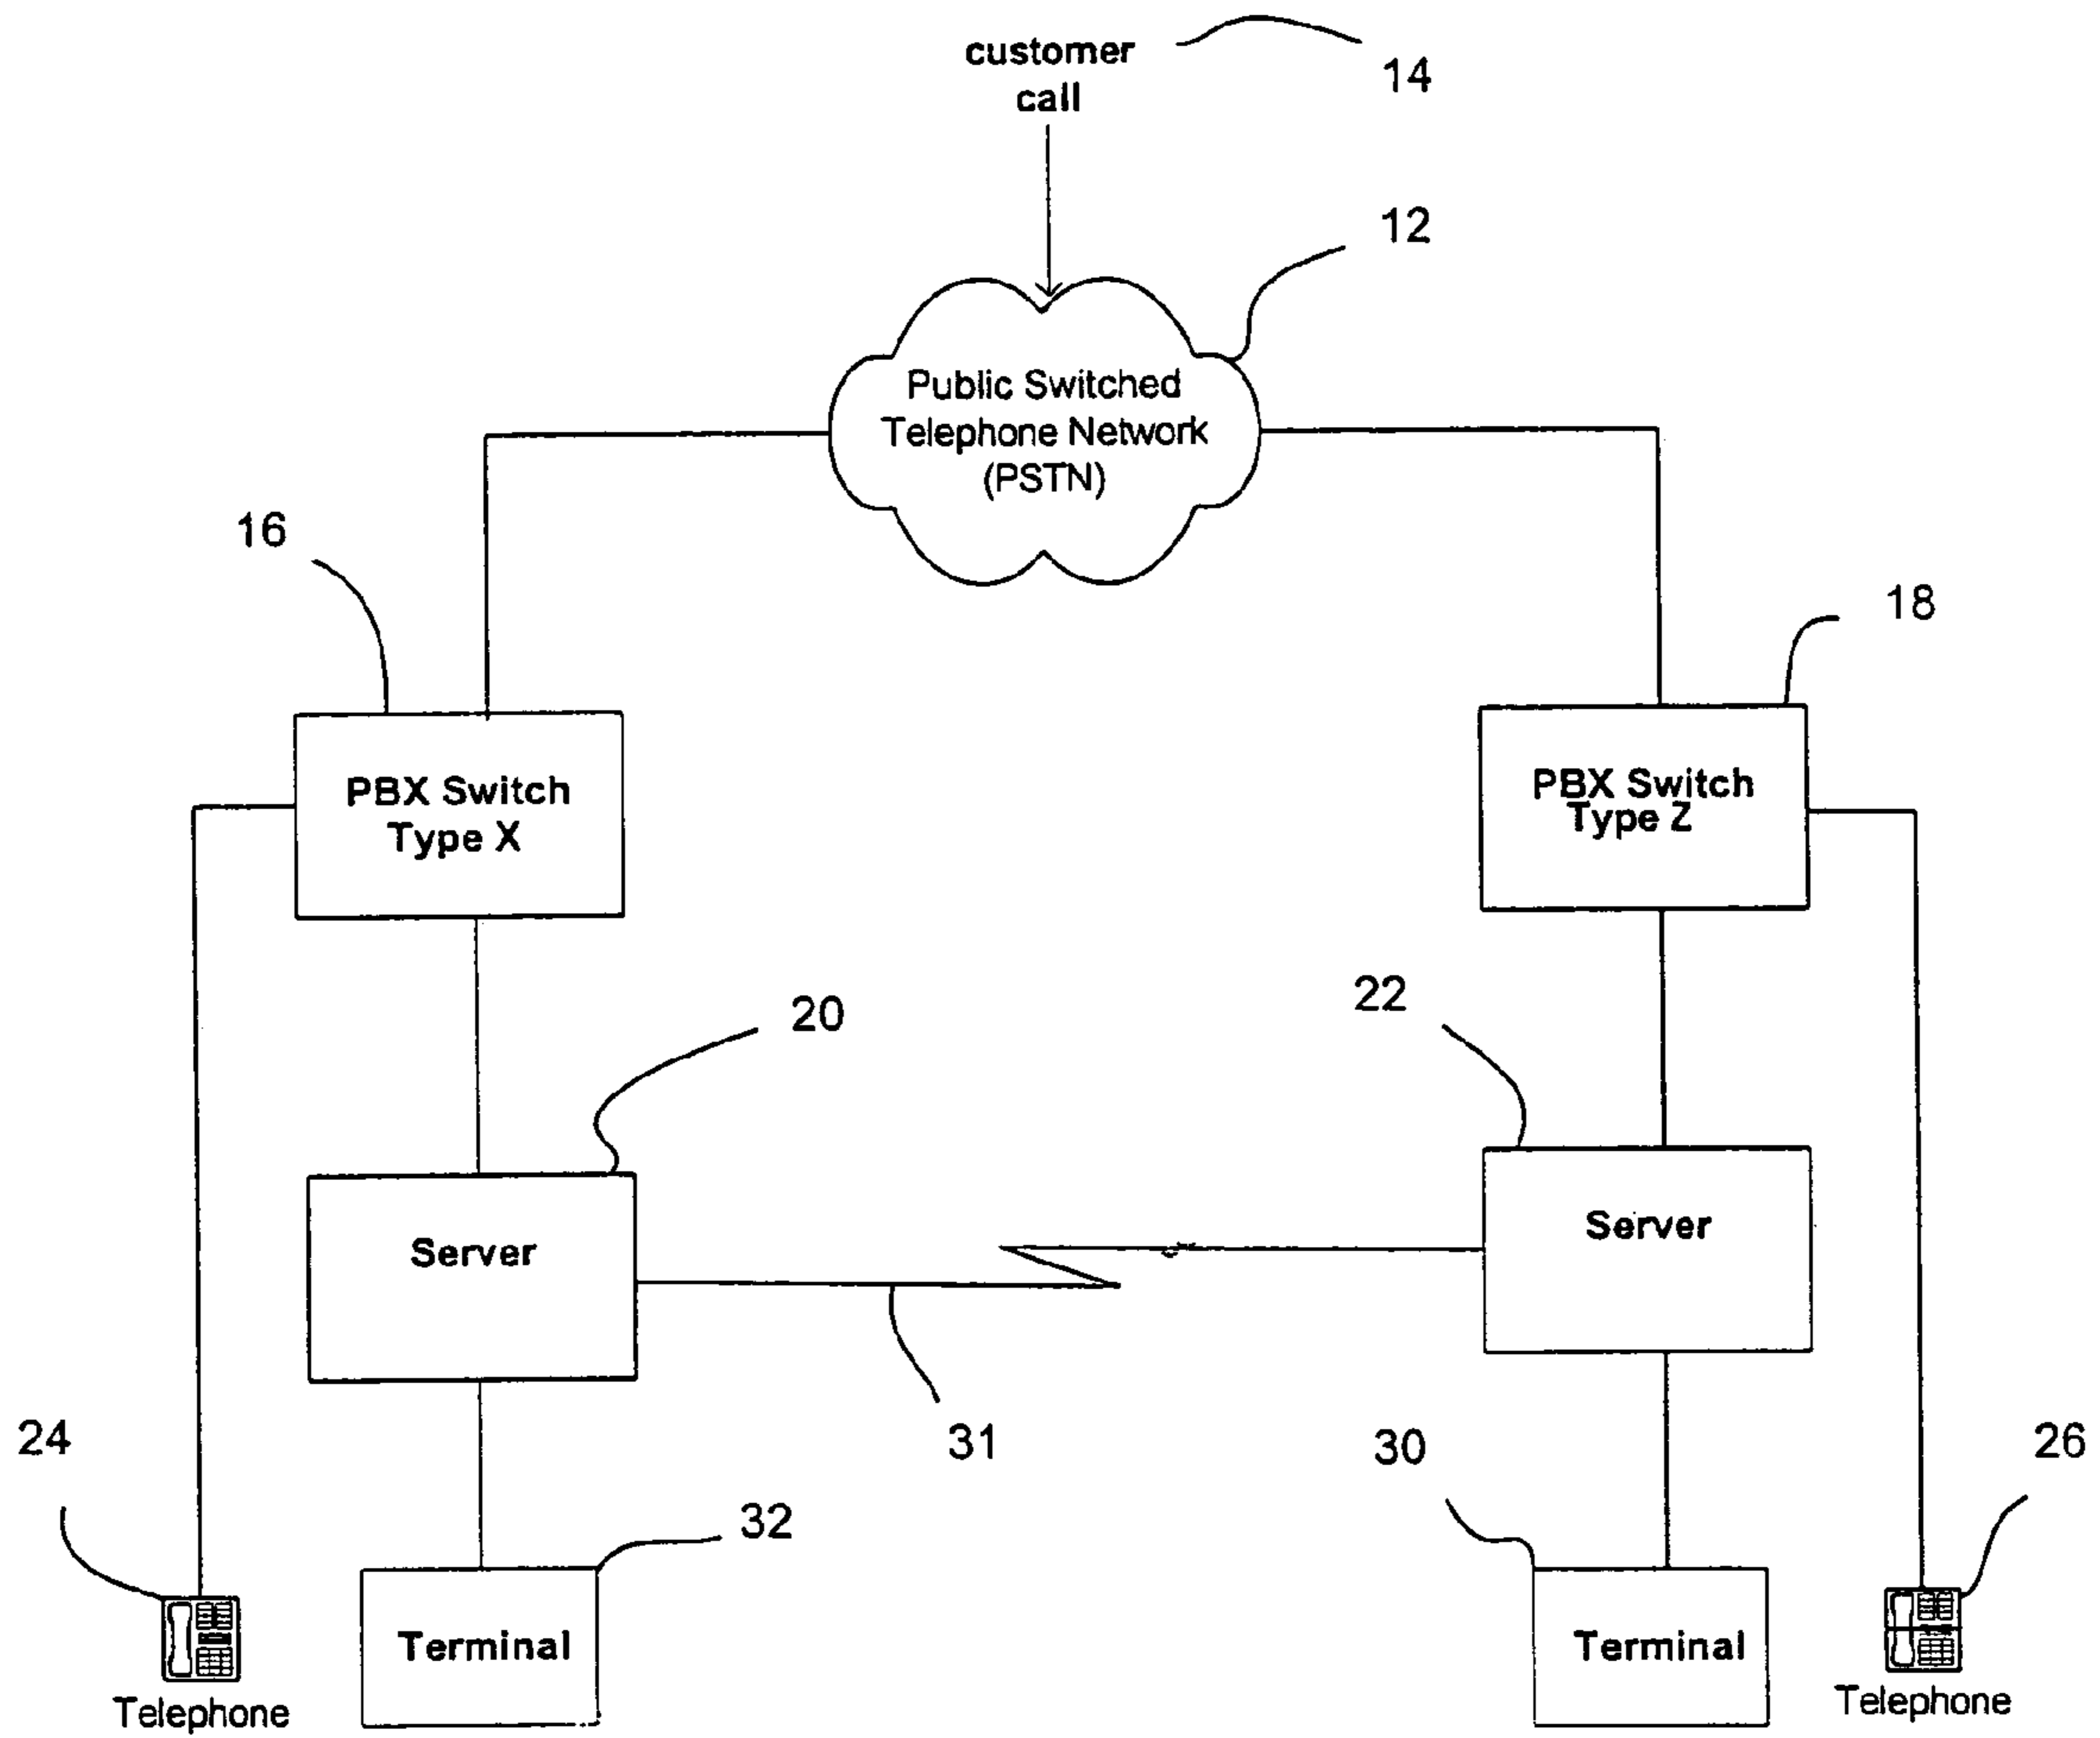 customer
call
14
12
Public Switched
Telephone Network
(PSTN)
16
18
PBX Switch
Type X
PBX Switch
Type Z
20
22
Server
Server
24
31
30
26
32
Terminal
Terminal
Telephone
Telephone